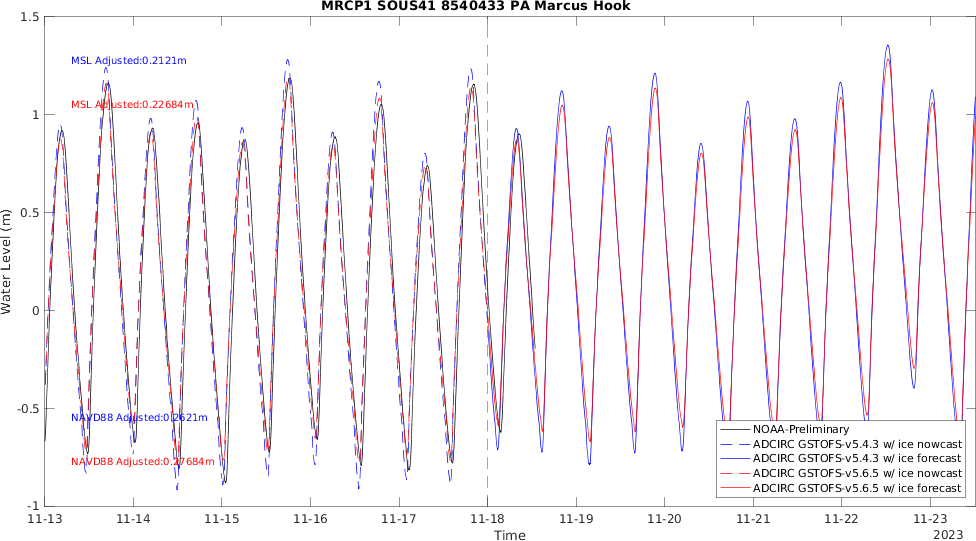 MRCP1 SOUS41 8540433 PA Marcus Hook
1.5
1
0.5
0
-0.5
-1
Water Level (m)
MSL Adjusted:0.2121m
MSL Adjusted:0.22684m
NAVD88 Adjusted:0.2621m
NAVD88 Adjusted:0.27684m
NOAA-Preliminary
ADCIRC GSTOFS-v5.4.3 w/ ice nowcast
ADCIRC GSTOFS-v5.4.3 w/ ice forecast
ADCIRC GSTOFS-v5.6.5 w/ ice nowcast
ADCIRC GSTOFS-v5.6.5 w/ ice forecast
11-13 11-14 11-15 11-16 11-17 11-18 11-19 11-20 11-21 11-22 11-23
Time
2023